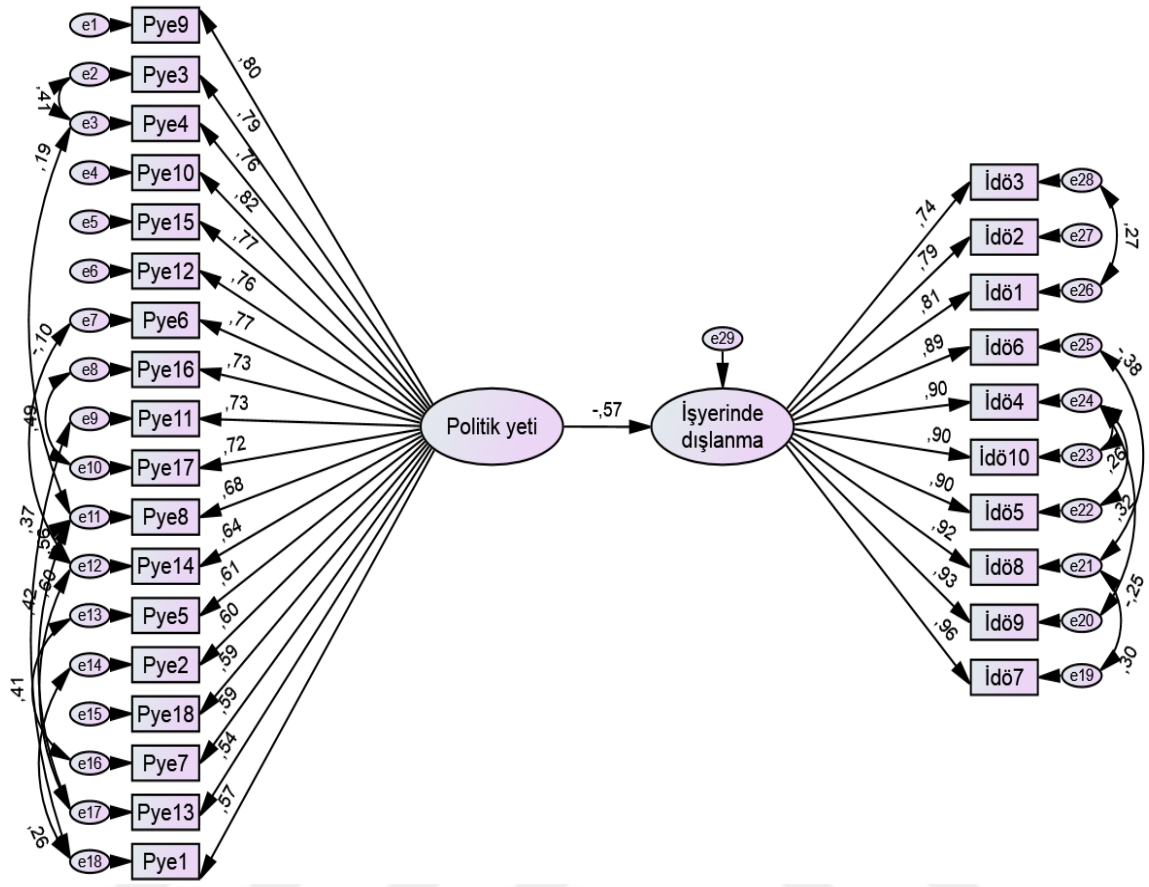 e1 Pye9
e2 Pye3
e3 Pye4
e4 Pye10
e5 Pye15
e6 Pye12
e7 Pye6
e8 Pye16
e9 Pye11
e10 Pye17
e11 Pye8
e12 Pye14
e13 Pye5
e14 Pye2
e15 Pye18
e16 Pye7
e17 Pye13
e18 Pye1
,41
,19
-,10
,49
,37
,56
,60
,42
,41
,26
,80
,79
,76
,82
,77
,76
,77
,73
,73
,72
,68
,64
,61
,60
,59
,59
,54
,57
Politik yeti
-,57
e29
İşyerinde
dışlanma
,74
,79
,81
,89
,90
,90
,90
,92
,93
,96
İdö3 e28
İdö2 e27
İdö1 e26
İdö6 e25
İdö4 e24
İdö10 e23
İdö5 e22
İdö8 e21
İdö9 e20
İdö7 e19
,27
-,38
,26
,32
-,25
,30